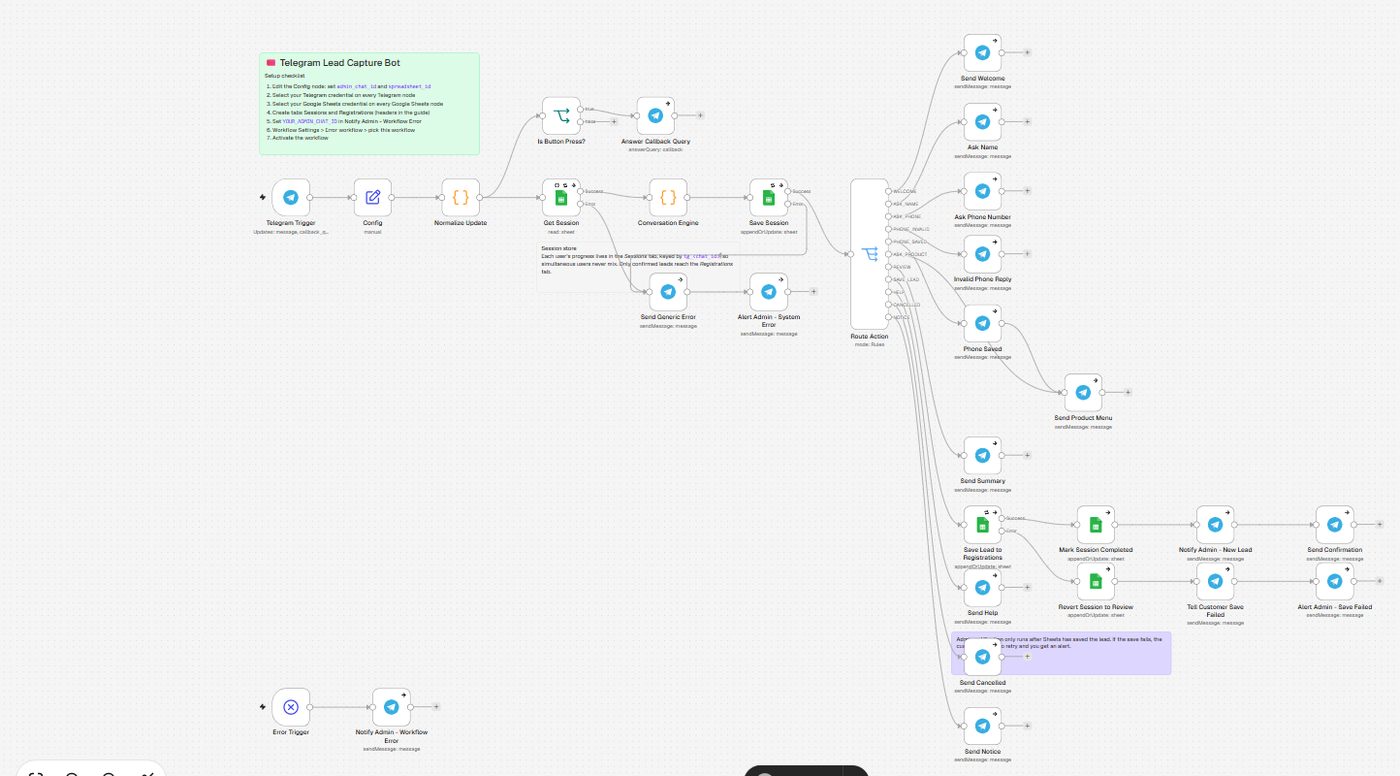 Telegram Lead Capture Bot
Setup checklist
1. Edit the Config node: set admin_chat_id and spreadsheet_id
2. Select your Telegram credential on every Telegram node
3. Select your Google Sheets credential on every Google Sheets node
4. Create tabs Sessions and Registrations (headers in the guide)
5. Set YOUR_ADMIN_CHAT_ID in Notify Admin - Workflow Error
6. Workflow Settings > Error workflow > pick this workflow
7. Activate the workflow
Telegram Trigger
Updates: message, callback_q...
Config
manual
Normalize Update
true
false
Is Button Press?
Answer Callback Query
answerQuery: callback
Success
Error
Get Session
read: sheet
Conversation Engine
Success
Error
Save Session
appendOrUpdate: sheet
Session store
Each user's progress lives in the Sessions tab, keyed by
simultaneous users never mix. Only confirmed leads reach the Registrations
tab.
Send Generic Error
sendMessage: message
Alert Admin - System
Error
sendMessage: message
WELCOME
ASK_NAME
ASK_PHONE
PHONE_INVALID
PHONE_SAVED
ASK_PRODUCT
REVIEW
SAVE_LEAD
HELP
CANCELLED
NOTICE
Route Action
mode: Rules
Send Welcome
sendMessage: message
Ask Name
sendMessage: message
Ask Phone Number
sendMessage: message
Invalid Phone Reply
sendMessage: message
Phone Saved
sendMessage: message
Send Product Menu
sendMessage: message
Send Summary
sendMessage: message
Success
Error
Save Lead to
Registrations
appendOrUpdate: sheet
Mark Session Completed
appendOrUpdate: sheet
Notify Admin - New Lead
sendMessage: message
Send Confirmation
sendMessage: message
Send Help
sendMessage: message
Revert Session to Review
appendOrUpdate: sheet
Tell Customer Save
Failed
sendMessage: message
Alert Admin - Save Failed
sendMessage: message
only runs after Sheets has saved the lead. If the save fails, the
to retry and you get an alert.
Send Cancelled
sendMessage: message
Send Notice
sendMessage: message
Error Trigger
Notify Admin - Workflow
Error
sendMessage: message